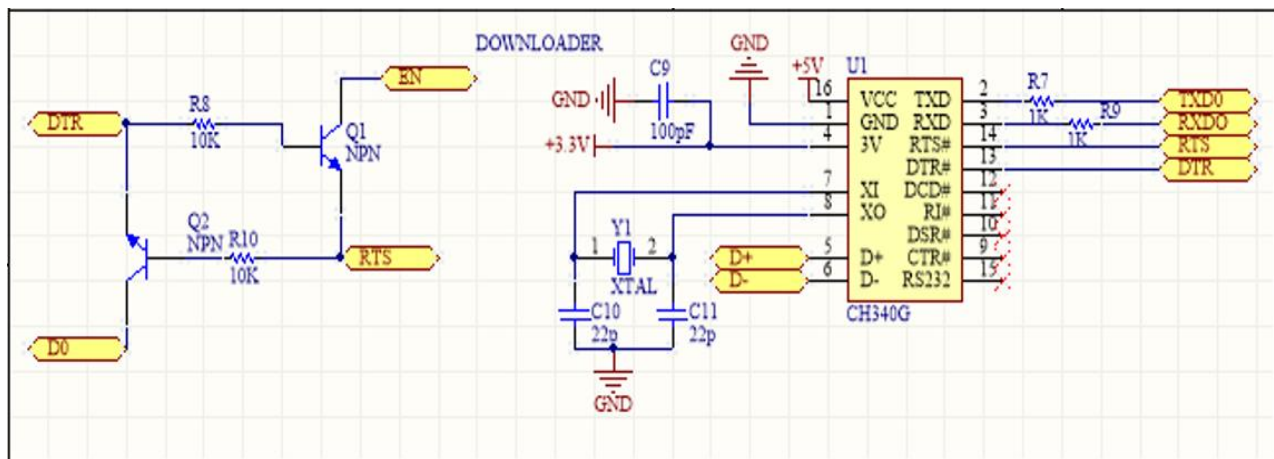 DOWNLOADER
EN
DTR
R8
10K
Q1
NPN
Q2
NPN
R10
10K
RTS
D0
GND
C9
100pF
GND
+3.3V
+5V
U1
16 VCC TXD 2
1 GND RXD 3
4 3V RTS# 14
DTR# 13
7 XI DCD# 12
8 XO RI# 11
DSR# 10
5 D+ CTR# 9
6 D- RS232 15
CH340G
R7
1K
R9
1K
TXD0
RXDO
RTS
DTR
Y1
1 2
XTAL
D+
D-
C10
22p
C11
22p
GND